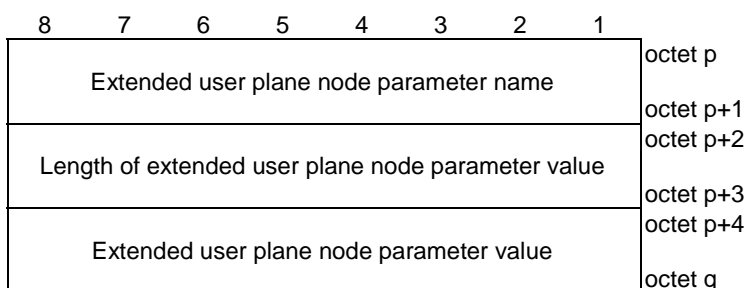 8 7 6 5 4 3 2 1
octet p
Extended user plane node parameter name
octet p+1
octet p+2
Length of extended user plane node parameter value
octet p+3
octet p+4
Extended user plane node parameter value
octet q